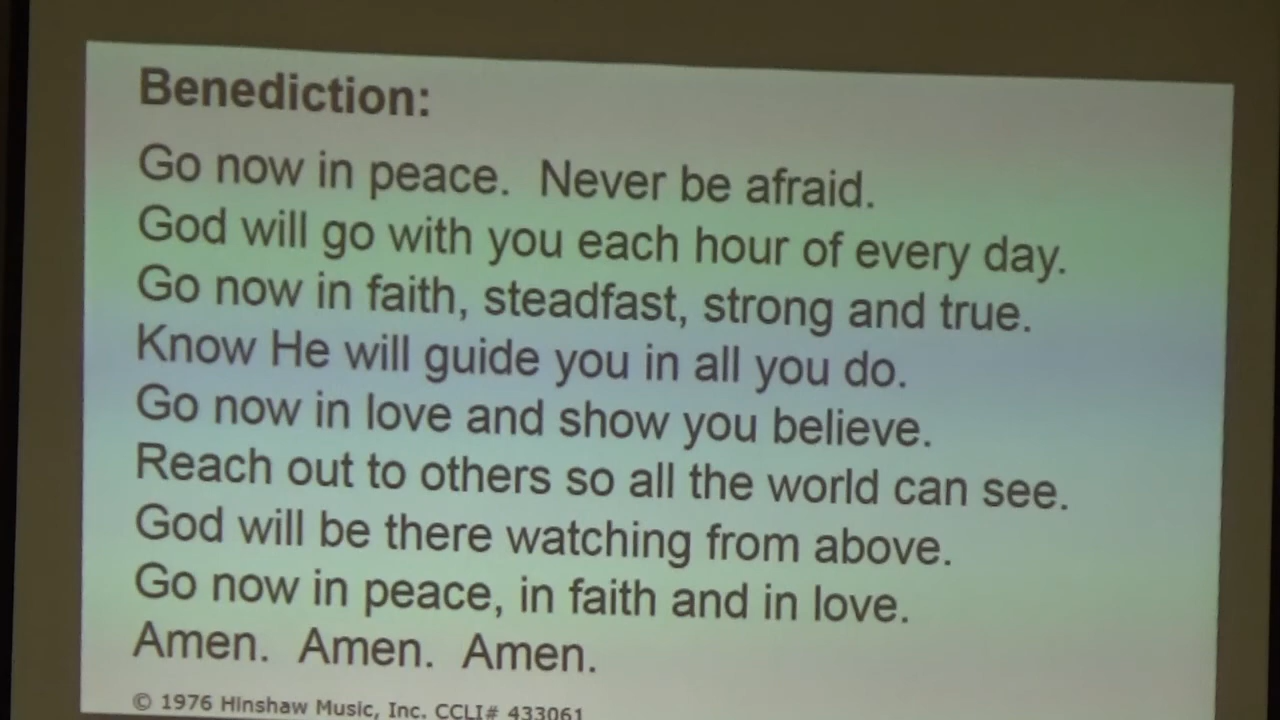 Benediction:
Go now in peace.  Never be afraid.
God will go with you each hour of every day.
Go now in faith, steadfast, strong and true.
Know He will guide you in all you do.
Go now in love and show you believe.
Reach out to others so all the world can see.
God will be there watching from above.
Go now in peace, in faith and in love.
Amen.  Amen.  Amen.
© 1976 Hinshaw Music, Inc. CCLI# 433061